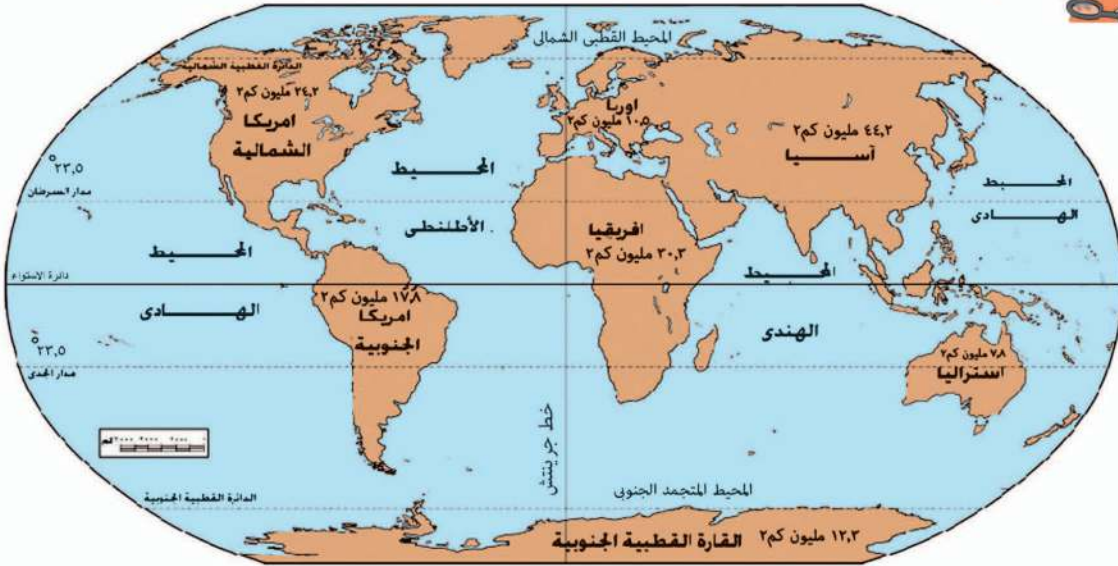 المحيط القطبى الشمالى
الدائرة القطبية الشمالية
٢٤,٢ مليون كم٢
امريكا
الشمالية
اوربا
١٠,٥ مليون كم٢
٤٤,٢ مليون كم٢
آسيا
°٢٣,٥
مدار السرطان
المحيط
الأطلنطى
المحيط
الهادى
افريقيا
٣٠,٣ مليون كم٢
المحيط
الهادى
دائرة الاستواء
المحيط
الهندى
١٧,٨ مليون كم٢
امريكا
الجنوبية
°٢٣,٥
مدار الجدى
٧,٨ مليون كم٢
استراليا
خط جرينتش
كم
الدائرة القطبية الجنوبية
المحيط المتجمد الجنوبى
القارة القطبية الجنوبية ١٢,٣ مليون كم٢